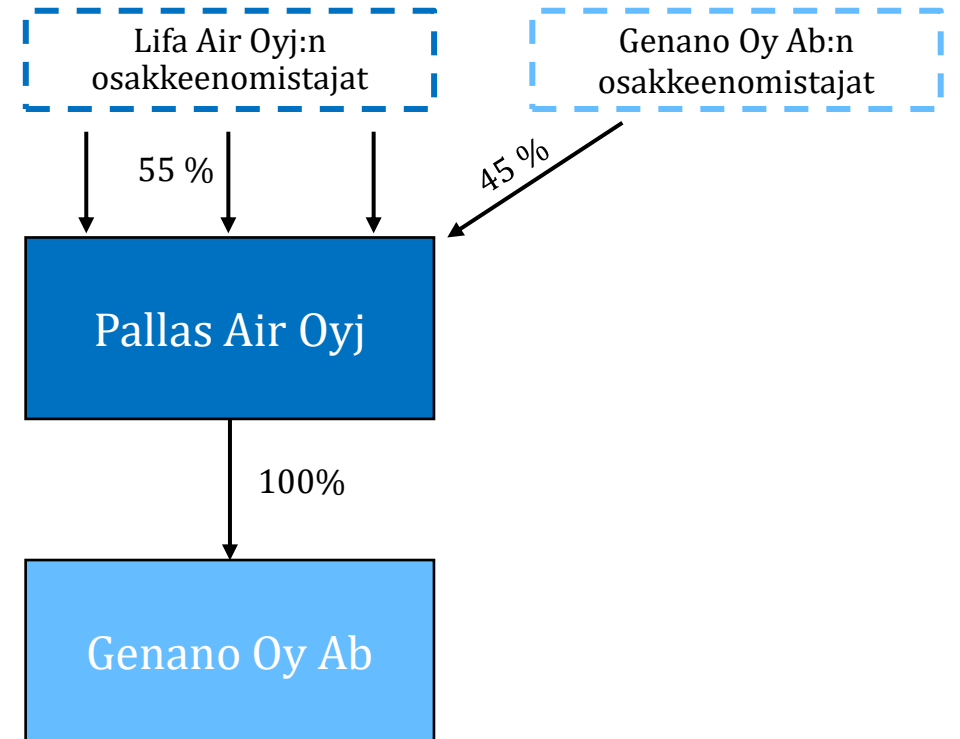 Lifa Air Oyj:n
osakkeenomistajat
Genano Oy Ab:n
osakkeenomistajat
55 %
45 %
Pallas Air Oyj
100%
Genano Oy Ab